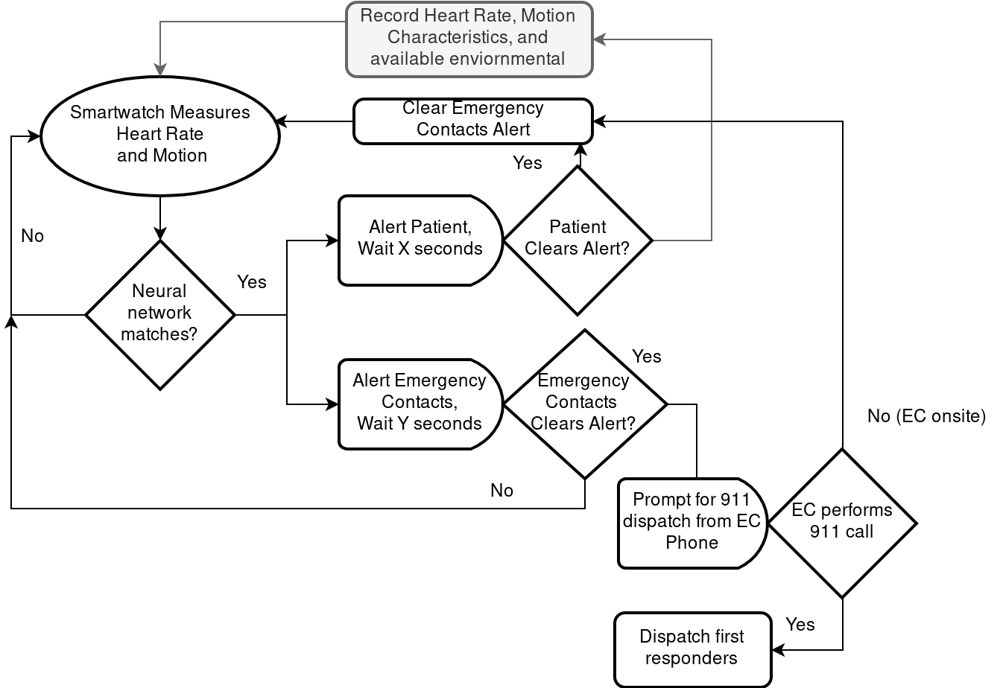 Record Heart Rate, Motion
Characteristics, and
available enviornmental
Smartwatch Measures
Heart Rate
and Motion
Clear Emergency
Contacts Alert
Yes
No
Alert Patient,
Wait X seconds
Patient
Clears Alert?
Yes
Neural
network
matches?
Yes
Alert Emergency
Contacts,
Wait Y seconds
Emergency
Contacts
Clears Alert?
No (EC onsite)
No
Prompt for 911
dispatch from EC
Phone
EC performs
911 call
Yes
Dispatch first
responders